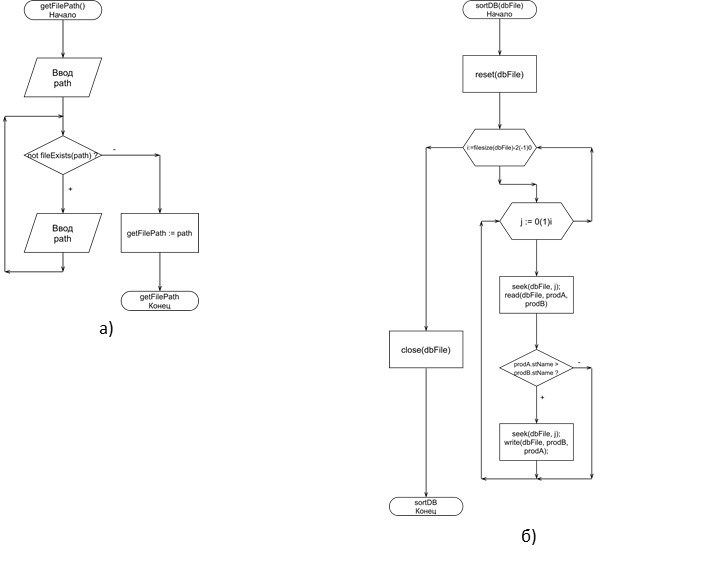 getFilePath()
Начало
Ввод
path
not fileExists(path) ?
-
+
Ввод
path
getFilePath := path
getFilePath
Конец
а)
sortDB(dbFile)
Начало
reset(dbFile)
i:=filesize(dbFile)-2(-1)0
j := 0(1)i
seek(dbFile, j);
read(dbFile, prodA,
prodB)
prodA.stName >
prodB.stName ?
-
+
seek(dbFile, j);
write(dbFile, prodB,
prodA);
close(dbFile)
sortDB
Конец
б)